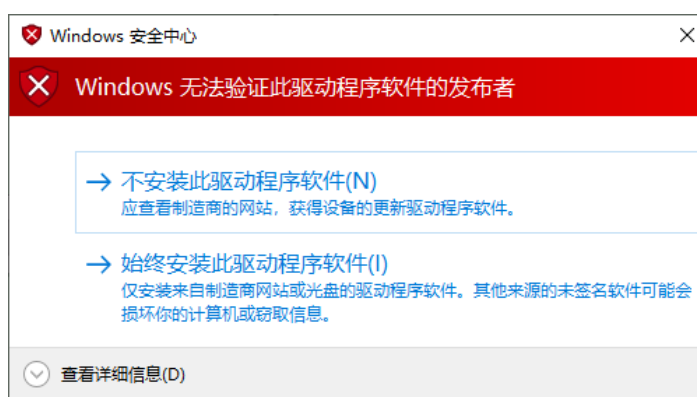 Windows 安全中心
Windows 无法验证此驱动程序软件的发布者
不安装此驱动程序软件(N)
应查看制造商的网站，获得设备的更新驱动程序软件。
始终安装此驱动程序软件(I)
仅安装来自制造商网站或光盘的驱动程序软件。其他来源的未签名软件可能会
损坏你的计算机或窃取信息。
查看详细信息(D)